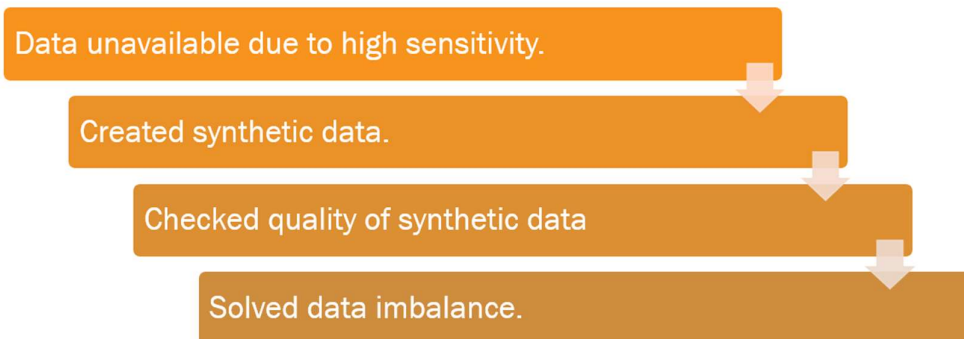 Data unavailable due to high sensitivity.
Created synthetic data.
Checked quality of synthetic data
Solved data imbalance.